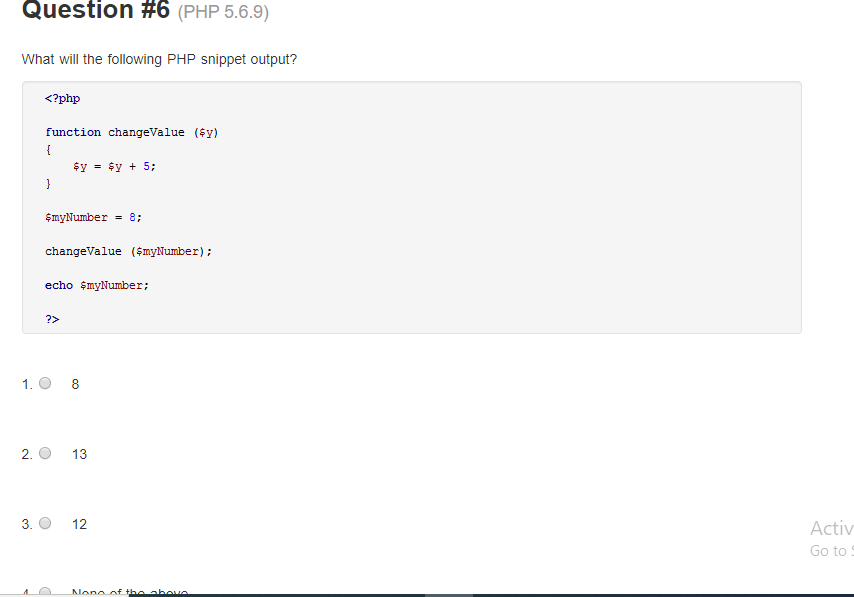 Question #6 (PHP 5.6.9)
What will the following PHP snippet output?
<?php
function changeValue ($y)
{
$y = $y + 5;
}
$myNumber = 8;
changeValue ($myNumber);
echo $myNumber;
?>
1. 8
2. 13
3. 12
Activ
Go to S
4. None of the above